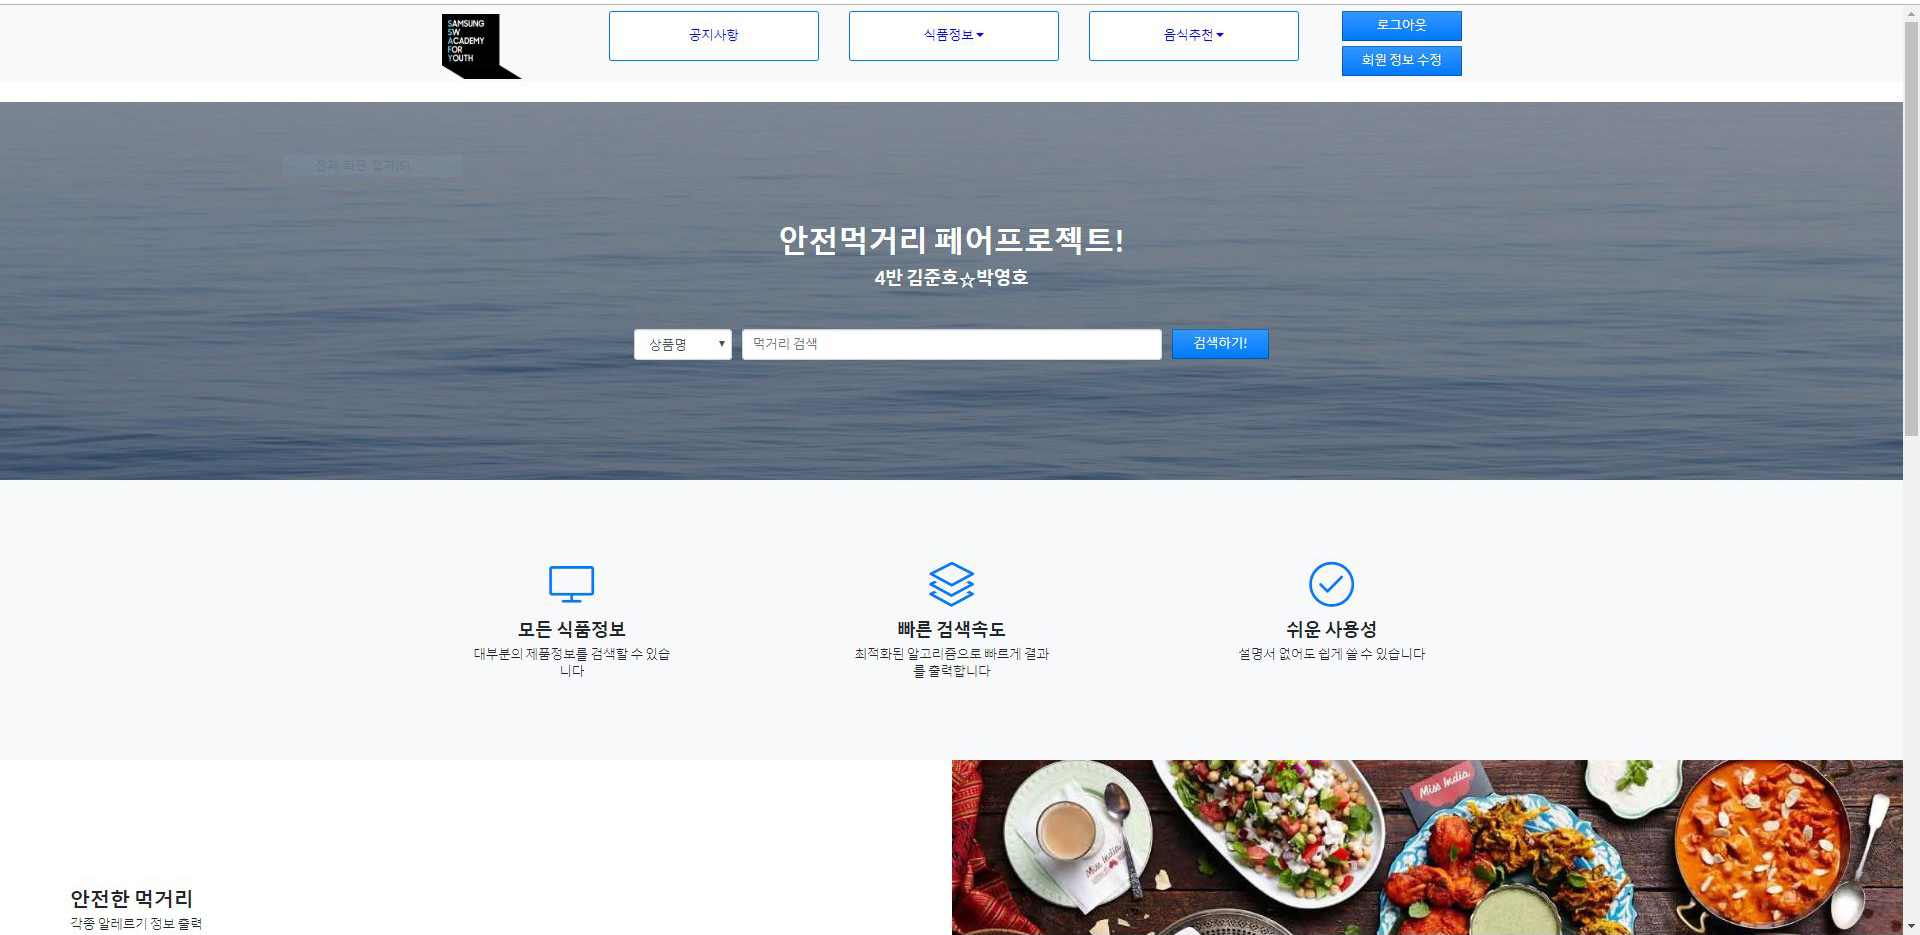 SAMSUNG
SW
ACADEMY
FOR
YOUTH
공지사항
식품정보
음식추천
로그아웃
회원 정보 수정
전체 화면 캡처(S)
안전먹거리 페어프로젝트!
4반 김준호☆박영호
상품명
먹거리 검색
검색하기!
모든 식품정보
대부분의 제품정보를 검색할 수 있습
니다
빠른 검색속도
최적화된 알고리즘으로 빠르게 결과
를 출력합니다
쉬운 사용성
설명서 없어도 쉽게 쓸 수 있습니다
Miss India
Miss India
안전한 먹거리
각종 알레르기 정보 출력